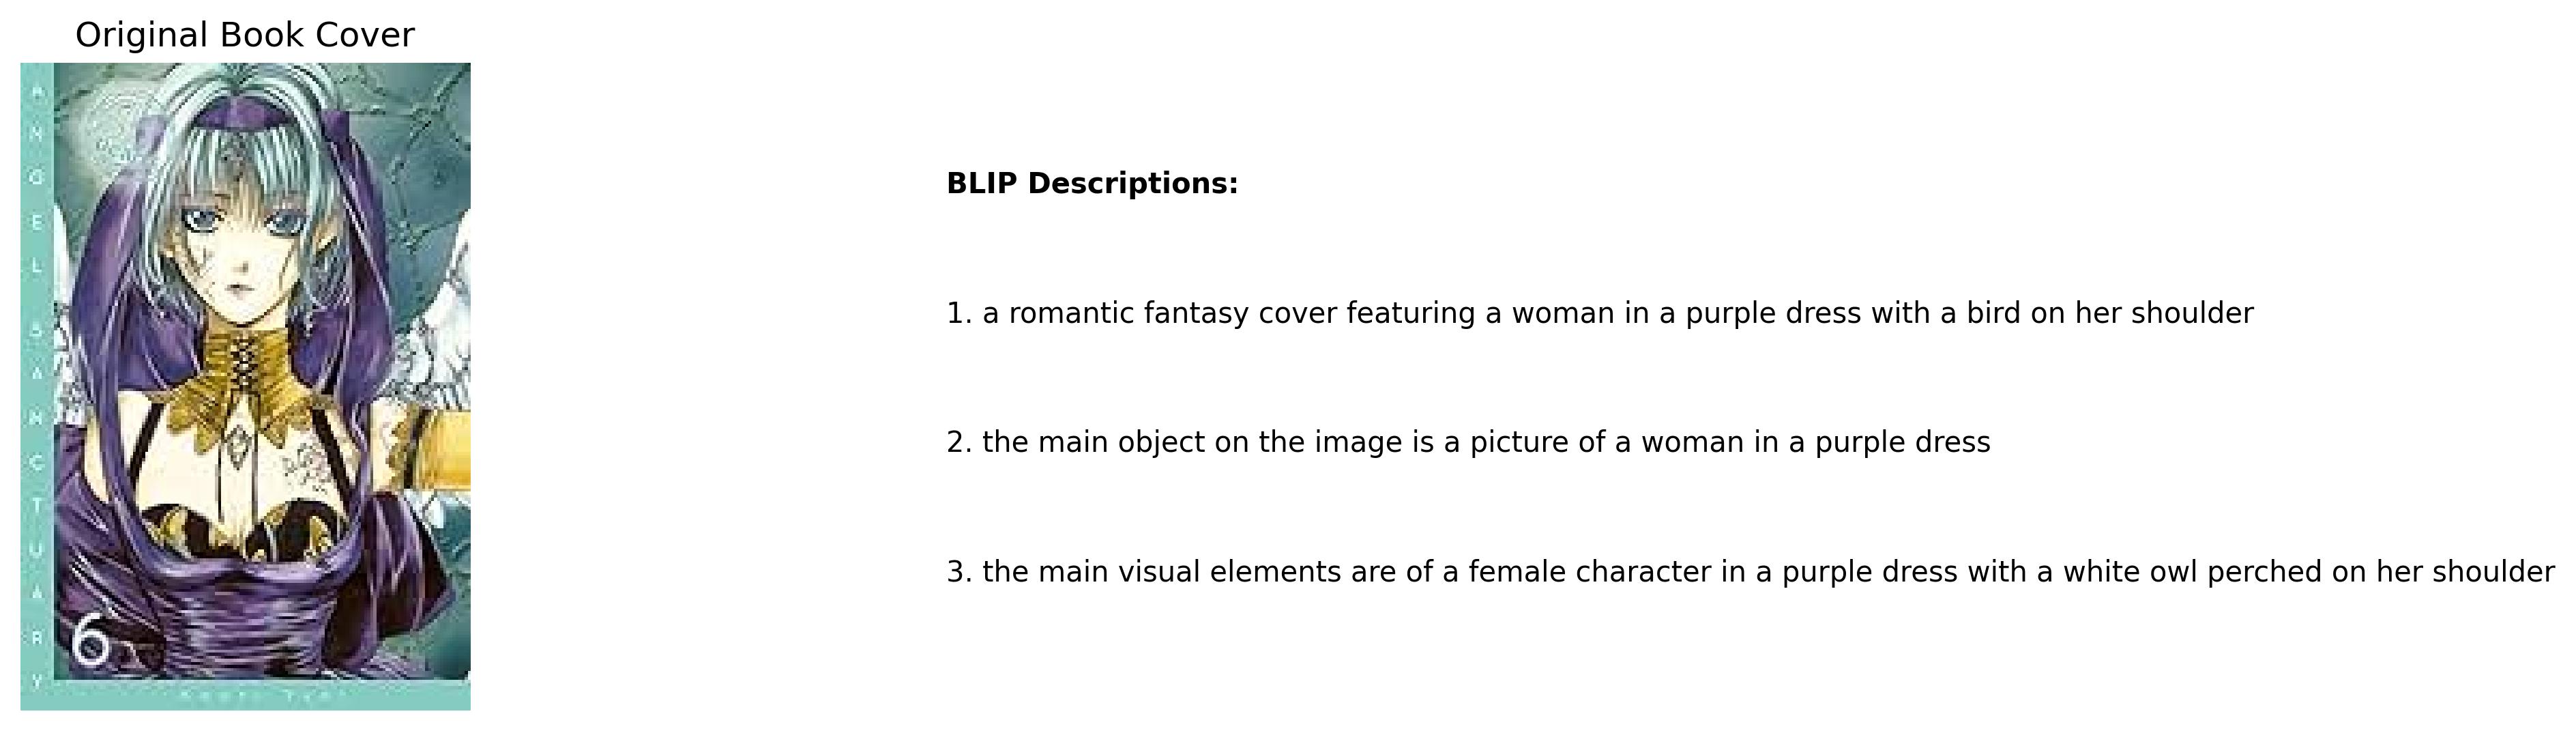 Original Book Cover
ANGEL SANCTUARY
6
BLIP Descriptions:
1. a romantic fantasy cover featuring a woman in a purple dress with a bird on her shoulder
2. the main object on the image is a picture of a woman in a purple dress
3. the main visual elements are of a female character in a purple dress with a white owl perched on her shoulder